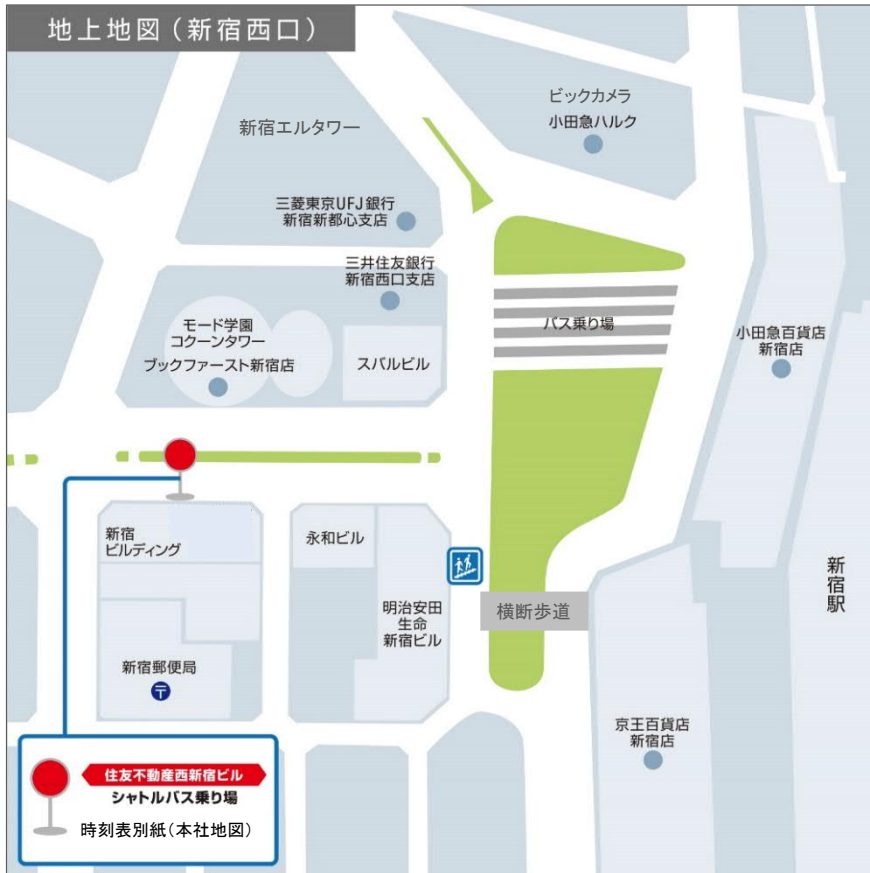 地上地図（新宿西口）
ビックカメラ
小田急ハルク
新宿エルタワー
三菱東京UFJ銀行
新宿新都心支店
三井住友銀行
新宿西口支店
モード学園
コクーンタワー
ブックファースト新宿店
スバルビル
バス乗り場
小田急百貨店
新宿店
新宿
ビルディング
永和ビル
明治安田
生命
新宿ビル
横断歩道
新宿駅
新宿郵便局
〒
京王百貨店
新宿店
住友不動産西新宿ビル
シャトルバス乗り場
時刻表別紙（本社地図）